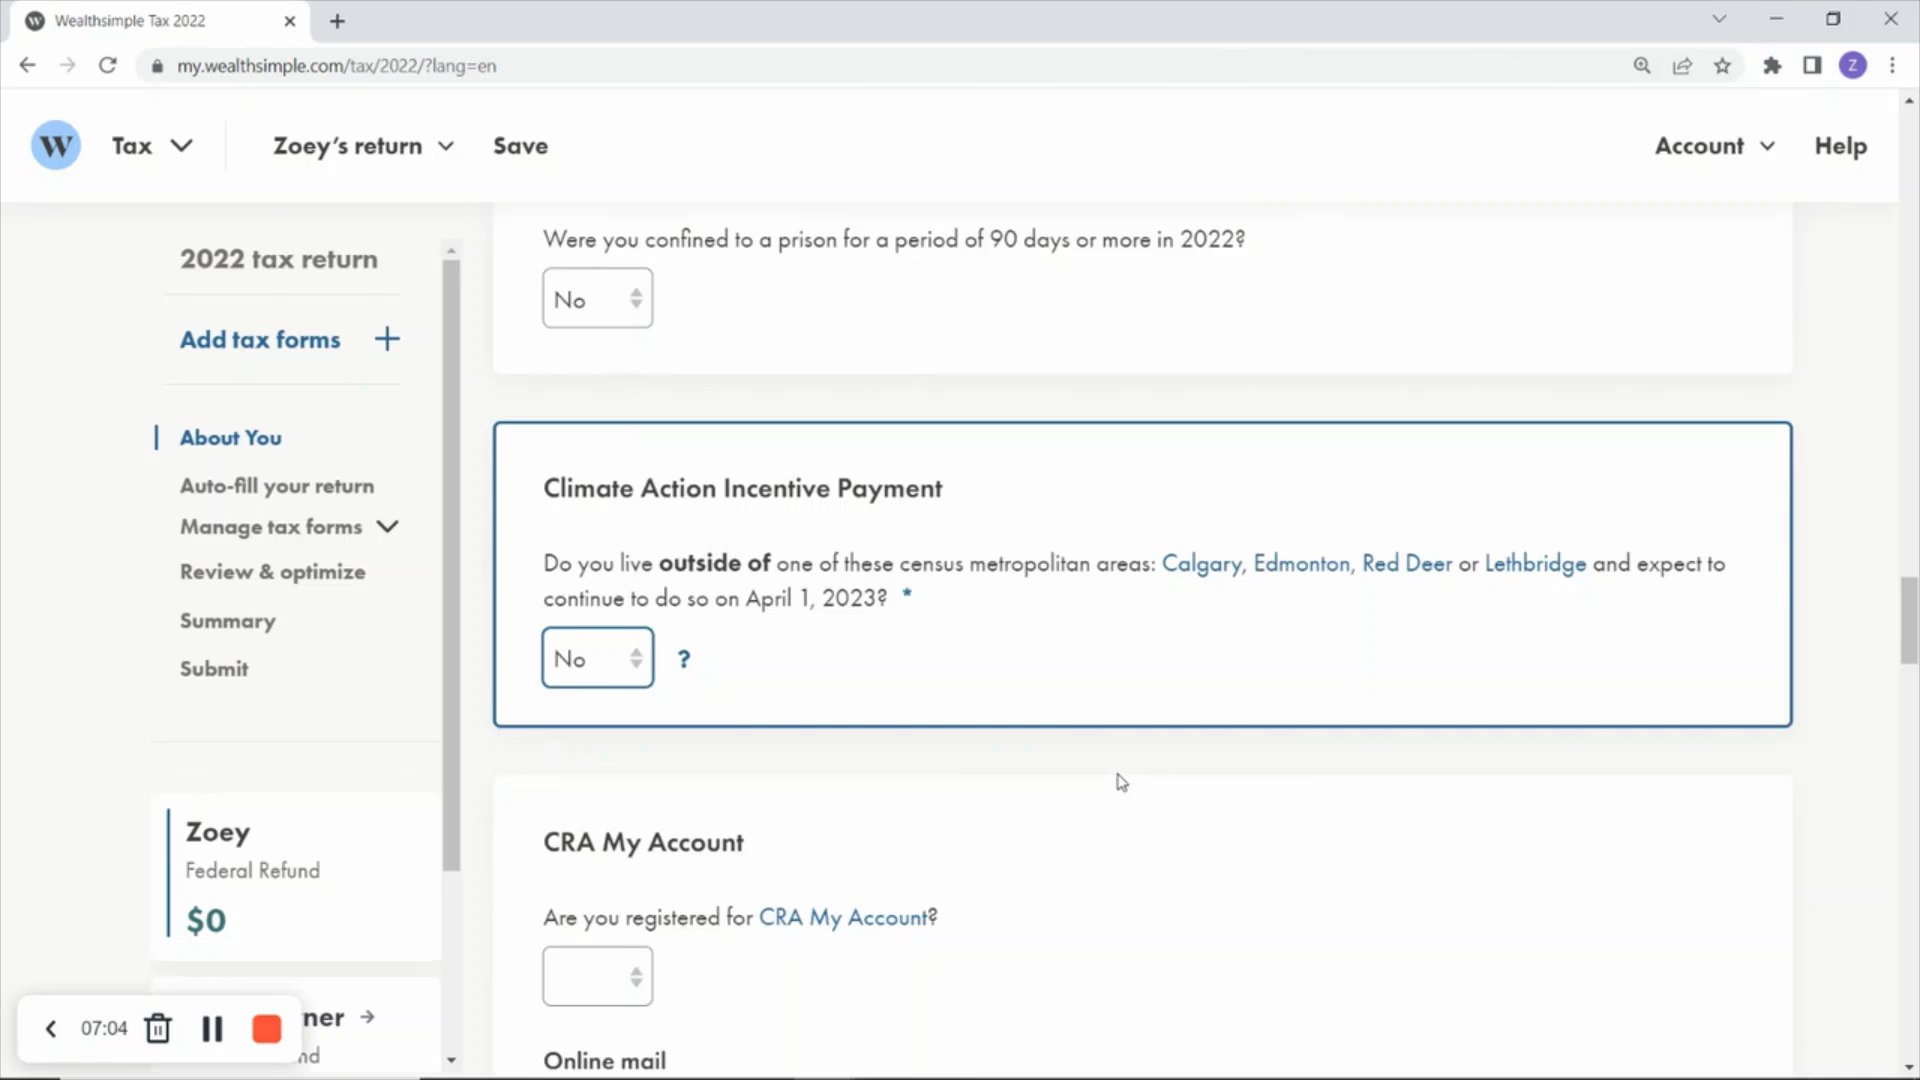 Wealthsimple Tax 2022
my.wealthsimple.com/tax/2022/?lang=en
Z
W
Tax
Zoey's return
Save
Account
Help
2022 tax return
Add tax forms
About You
Auto-fill your return
Manage tax forms
Review & optimize
Summary
Submit
Zoey
Federal Refund
$0
Were you confined to a prison for a period of 90 days or more in 2022?
No
Climate Action Incentive Payment
Do you live outside of one of these census metropolitan areas: Calgary, Edmonton, Red Deer or Lethbridge and expect to
continue to do so on April 1, 2023? *
No
?
CRA My Account
Are you registered for CRA My Account?
Online mail
07:04